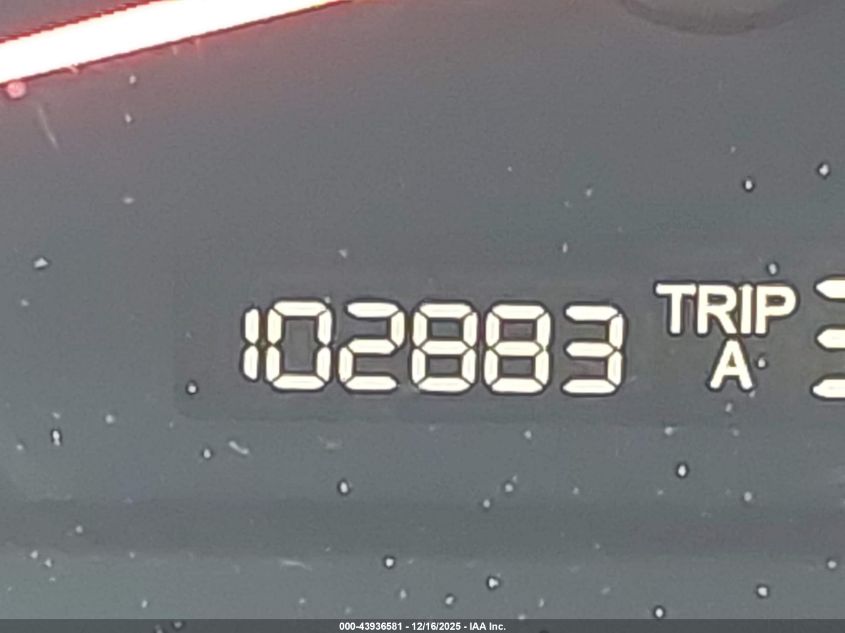 102883 TRIP
A
000-43936581 - 12/16/2025 - IAA Inc.